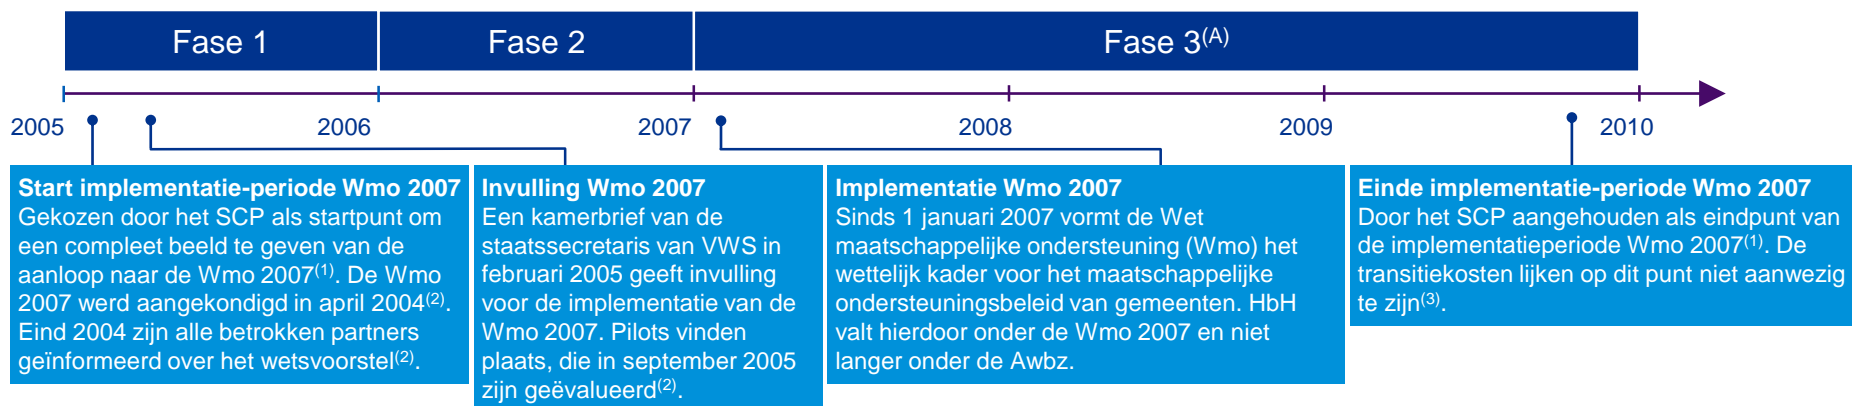 Fase 1
Fase 2
Fase 3(A)
2005
2006
2007
2008
2009
2010
Start implementatie-periode Wmo 2007
Gekozen door het SCP als startpunt om
een compleet beeld te geven van de
aanloop naar de Wmo 2007(1). De Wmo
2007 werd aangekondigd in april 2004(2).
Eind 2004 zijn alle betrokken partners
geïnformeerd over het wetsvoorstel(2).
Invulling Wmo 2007
Een kamerbrief van de
staatssecretaris van VWS in
februari 2005 geeft invulling
voor de implementatie van de
Wmo 2007. Pilots vinden
plaats, die in september 2005
zijn geëvalueerd(2).
Implementatie Wmo 2007
Sinds 1 januari 2007 vormt de Wet
maatschappelijke ondersteuning (Wmo) het
wettelijk kader voor het maatschappelijke
ondersteuningsbeleid van gemeenten. HbH
valt hierdoor onder de Wmo 2007 en niet
langer onder de Awbz.
Einde implementatie-periode Wmo 2007
Door het SCP aangehouden als eindpunt van
de implementatieperiode Wmo 2007(1). De
transitiekosten lijken op dit punt niet aanwezig
te zijn(3).